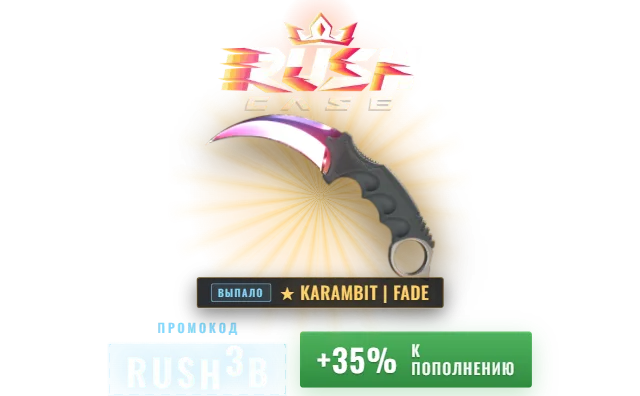 RUSH
CASE
ВЫПАЛО ★ KARAMBIT | FADE
ПРОМОКОД
RUSH3B
+35% К ПОПОЛНЕНИЮ